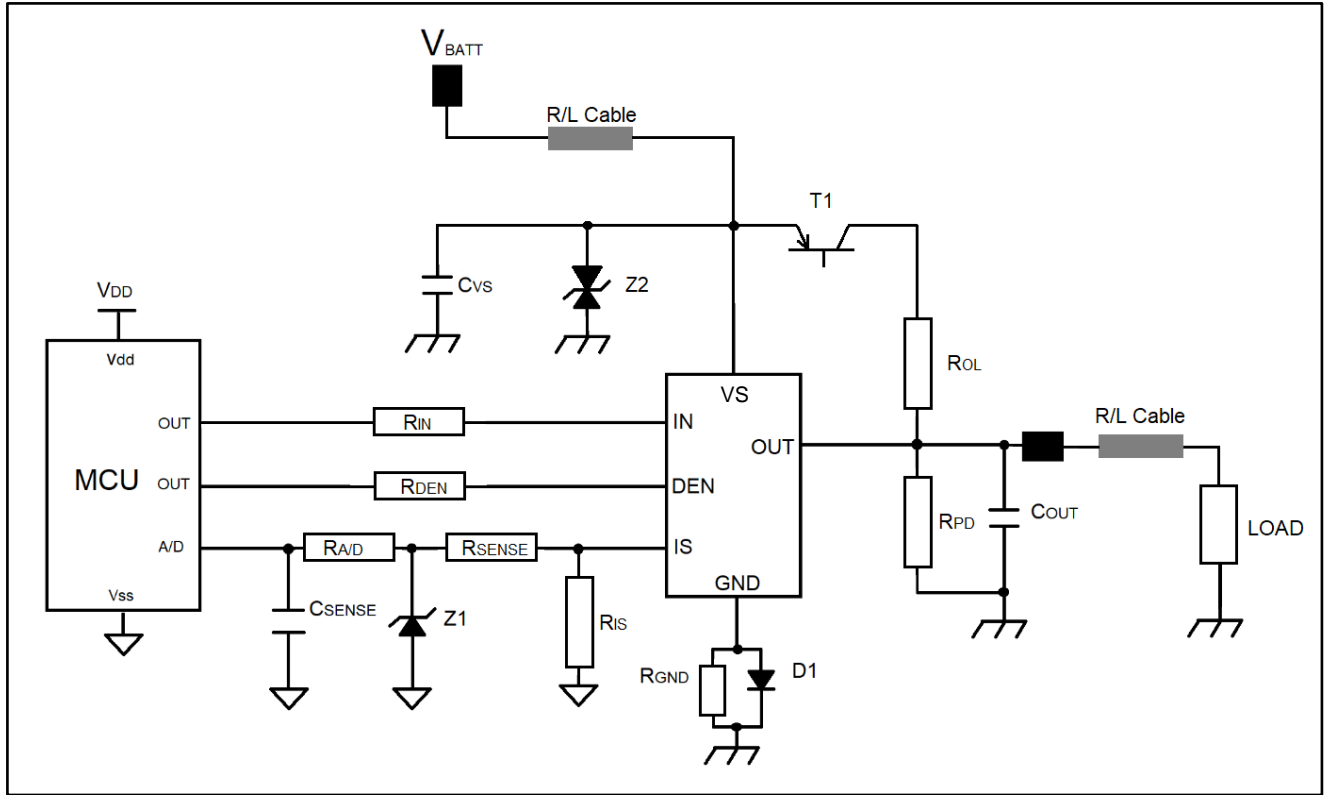 VBATT
R/L Cable
T1
CVS
Z2
VDD
Vdd
ROL
VS
R/L Cable
OUT
RIN
IN
OUT
MCU
OUT
RDEN
DEN
RPD
COUT
LOAD
A/D
RA/D
RSENSE
IS
GND
Vss
CSENSE
Z1
RIS
RGND
D1